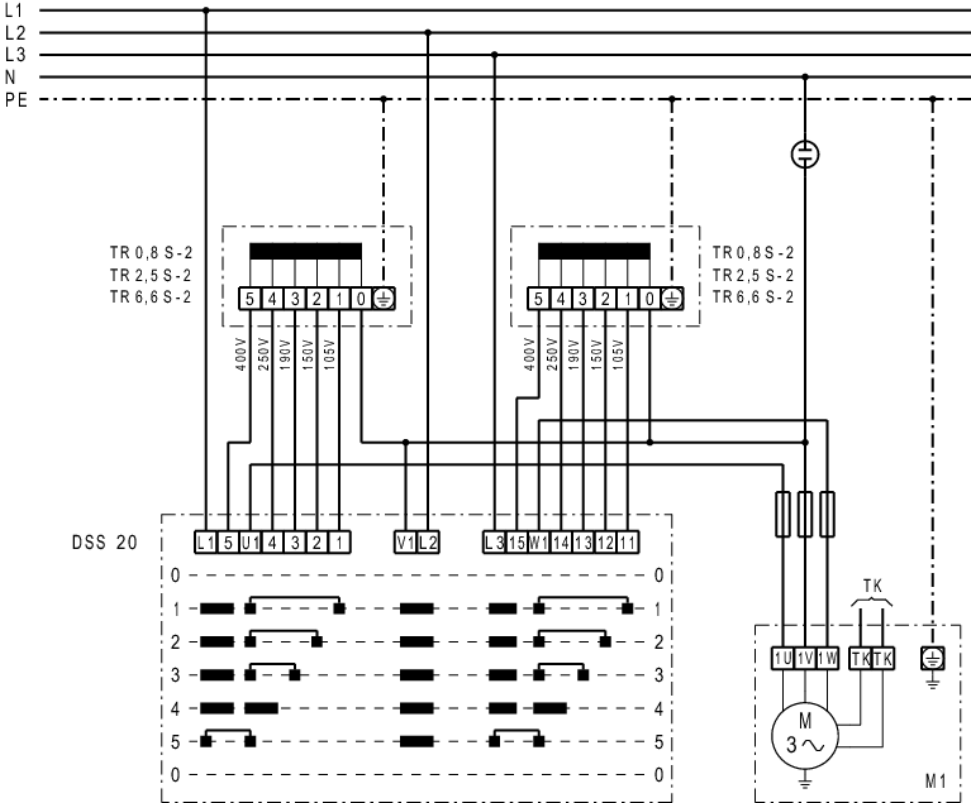 L1
L2
L3
N
PE
TR 0,8 S-2
TR 2,5 S-2
TR 6,6 S-2
5 4 3 2 1 0
5 4 3 2 1 0
TR 0,8 S-2
TR 2,5 S-2
TR 6,6 S-2
400V 250V 190V 150V 105V
400V 250V 190V 150V 105V
DSS 20
L1 5 U1 4 3 2 1
V1 L2
L3 15 W1 14 13 12 11
0 0
1 1
2 2
3 3
4 4
5 5
0 0
TK
1U 1V 1W TK TK
M
3
M1